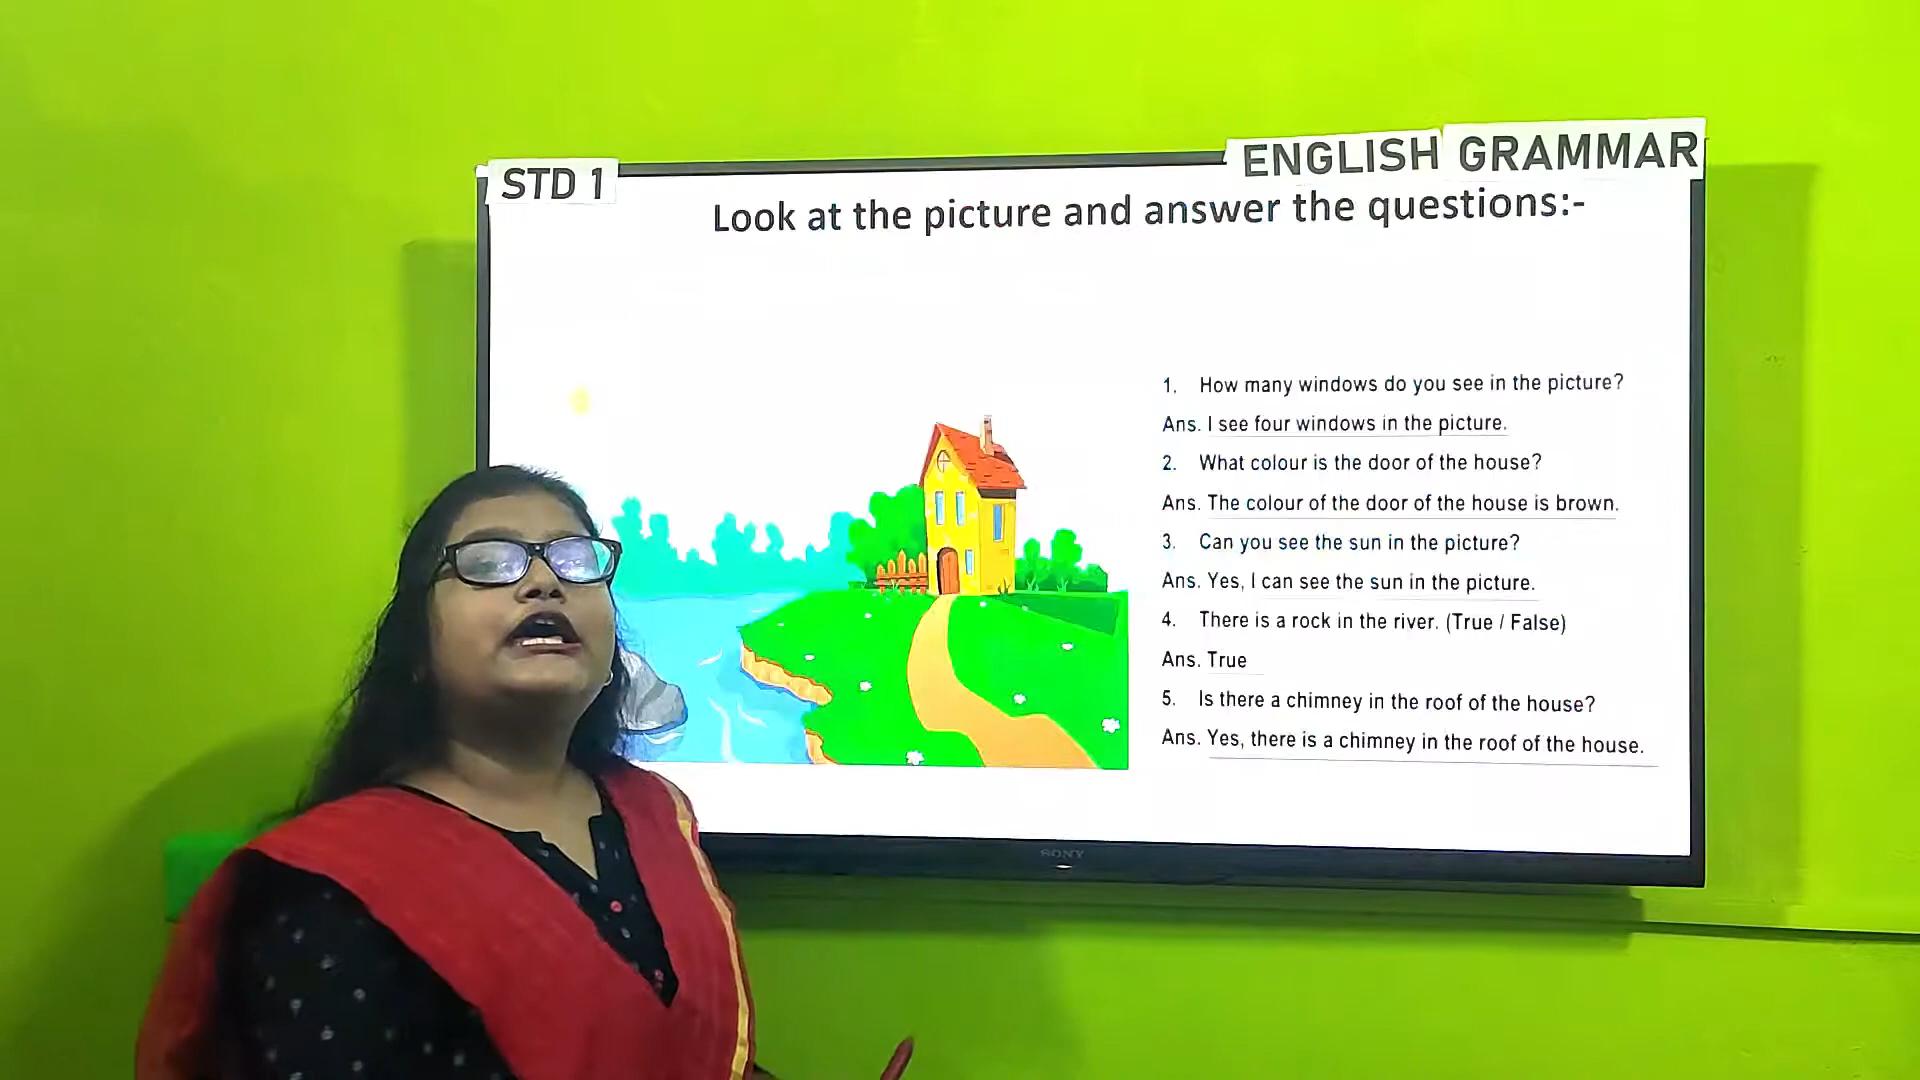 STD 1
ENGLISH GRAMMAR
Look at the picture and answer the questions:-
1. How many windows do you see in the picture?
Ans. I see four windows in the picture.
2. What colour is the door of the house?
Ans. The colour of the door of the house is brown.
3. Can you see the sun in the picture?
Ans. Yes, I can see the sun in the picture.
4. There is a rock in the river. (True / False)
Ans. True
5. Is there a chimney in the roof of the house?
Ans. Yes, there is a chimney in the roof of the house.
SONY